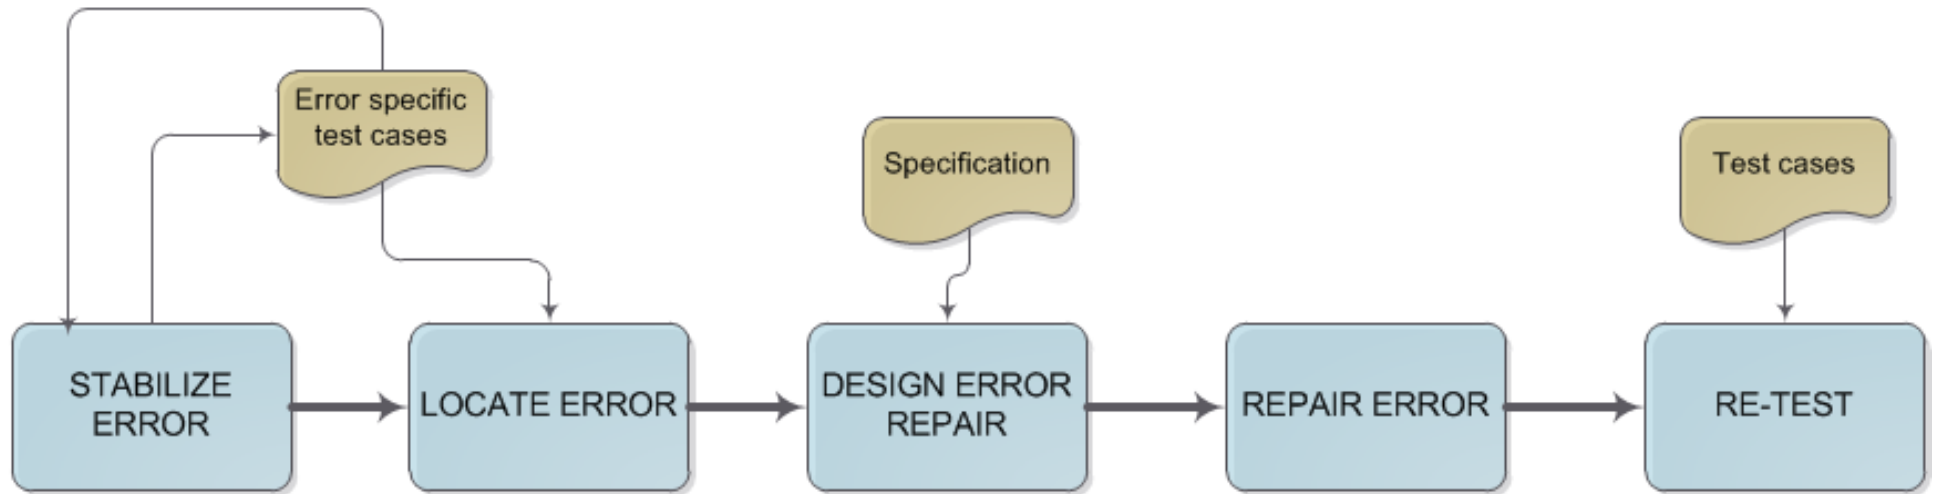 Error specific
test cases
Specification
Test cases
STABILIZE
ERROR
LOCATE ERROR
DESIGN ERROR
REPAIR
REPAIR ERROR
RE-TEST